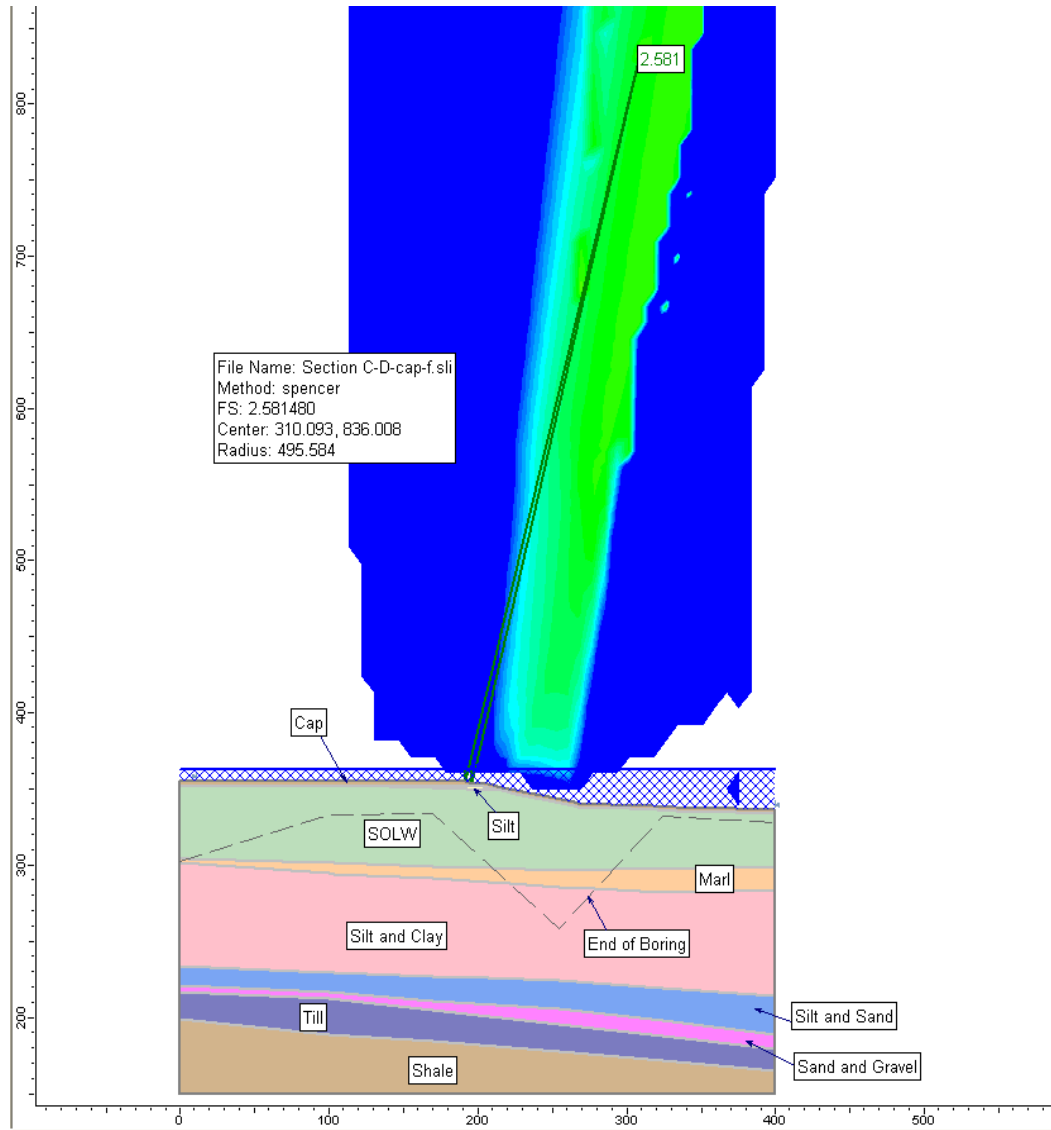 2.581
900
800
700
600
500
400
300
200
File Name: Section C-D-cap-f.sli
Method: spencer
FS: 2.581480
Center: 310.093, 836.008
Radius: 495.584
Cap
Silt
SOLW
Marl
Silt and Clay
End of Boring
Silt and Sand
Till
Sand and Gravel
Shale
0
100
200
300
400
500